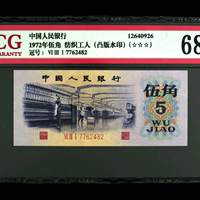 CG
中国人民银行 12640926
1972年伍角 纺织工人（凸版水印）（☆☆☆）
冠号：VI III I 7762482
68
中国人民银行
VI III I 7762482
伍角
5
WU JIAO